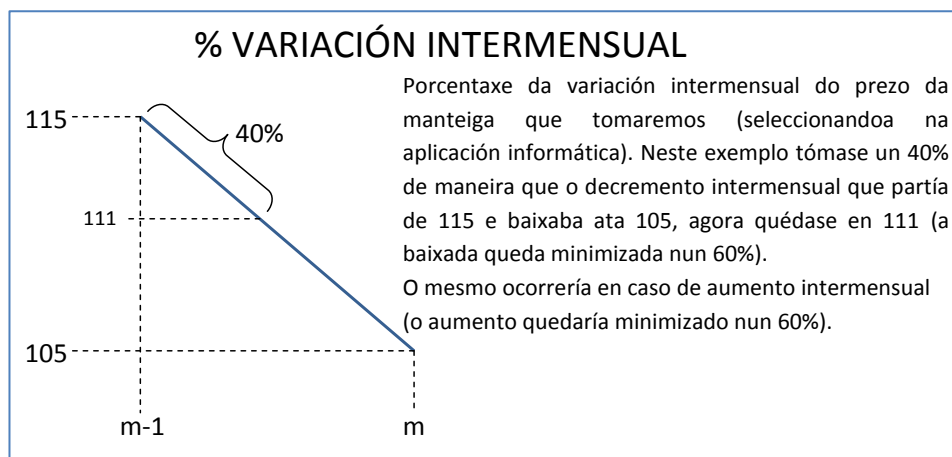 % VARIACIÓN INTERMENSUAL
Porcentaxe da variación intermensual do prezo da
manteiga que tomaremos (seleccionandoa na
aplicación informática). Neste exemplo tómase un 40%
de maneira que o decremento intermensual que partía
de 115 e baixaba ata 105, agora quédase en 111 (a
baixada queda minimizada nun 60%).
O mesmo ocorrería en caso de aumento intermensual
(o aumento quedaría minimizado nun 60%).
115
40%
111
105
m-1
m